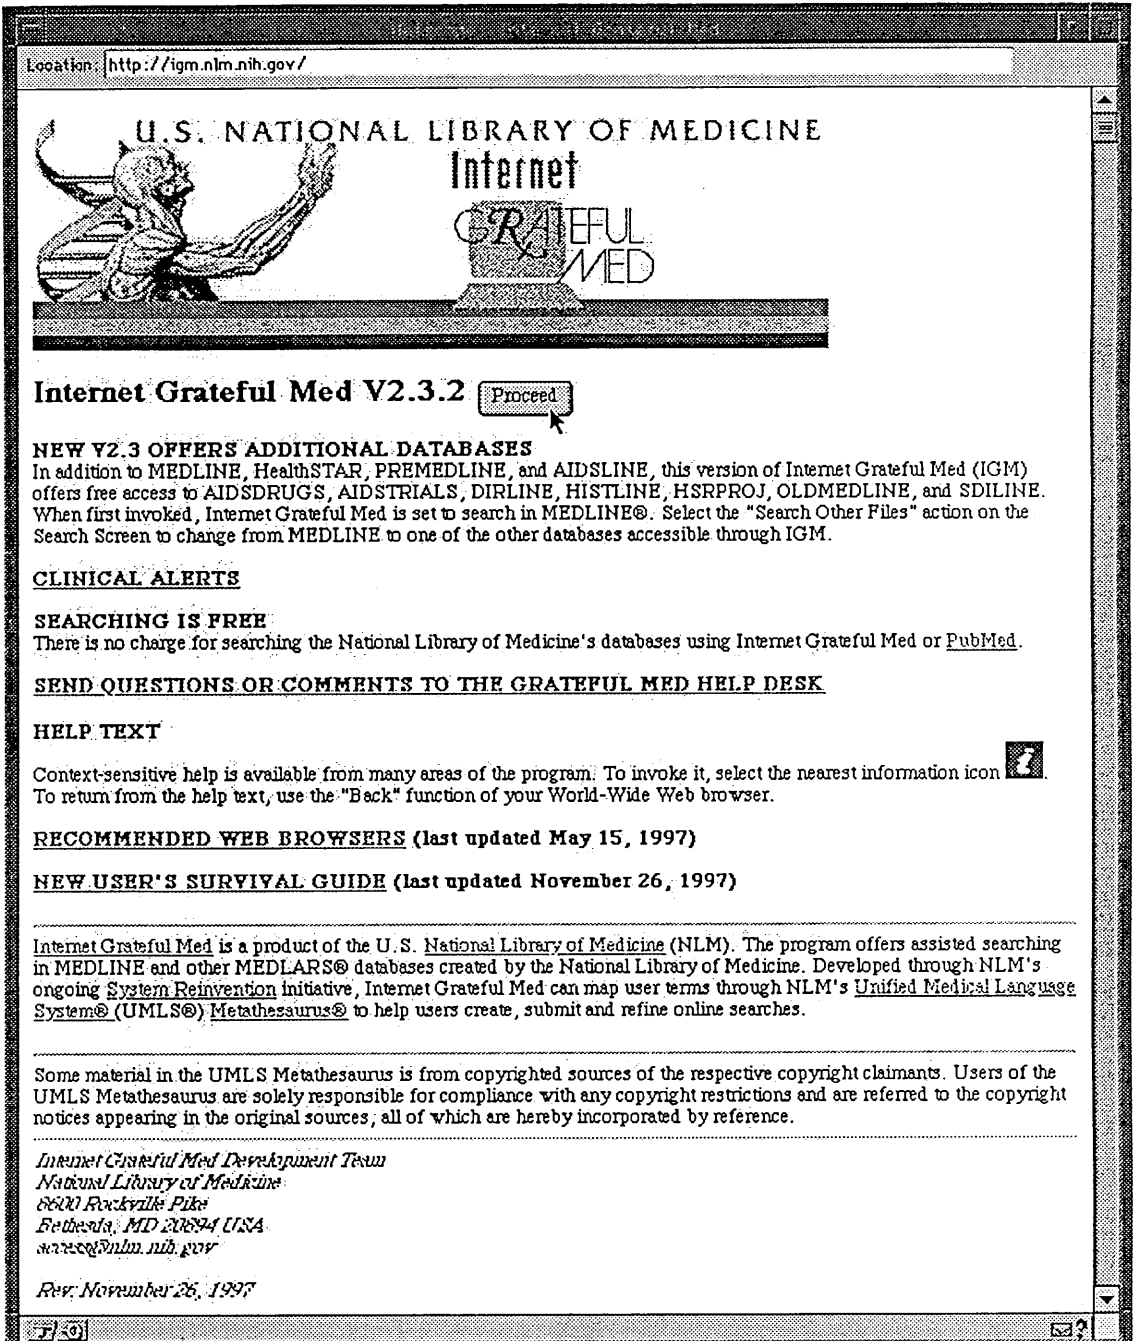 Location: http://igm.nlm.nih.gov/
U.S. NATIONAL LIBRARY OF MEDICINE
Internet
GRATEFUL
MED
Internet Grateful Med V2.3.2 Proceed
NEW V2.3 OFFERS ADDITIONAL DATABASES
In addition to MEDLINE, HealthSTAR, PREMEDLINE, and AIDSLINE, this version of Internet Grateful Med (IGM)
offers free access to AIDSDRUGS, AIDSTRIALS, DIRLINE, HISTLINE, HSRPROJ, OLDMEDLINE, and SDILINE.
When first invoked, Internet Grateful Med is set to search in MEDLINE®. Select the "Search Other Files" action on the
Search Screen to change from MEDLINE to one of the other databases accessible through IGM.
CLINICAL ALERTS
SEARCHING IS FREE
There is no charge for searching the National Library of Medicine's databases using Internet Grateful Med or PubMed.
SEND QUESTIONS OR COMMENTS TO THE GRATEFUL MED HELP DESK
HELP TEXT
Context-sensitive help is available from many areas of the program. To invoke it, select the nearest information icon i.
To return from the help text, use the "Back" function of your World-Wide Web browser.
RECOMMENDED WEB BROWSERS (last updated May 15, 1997)
NEW USER'S SURVIVAL GUIDE (last updated November 26, 1997)
Internet Grateful Med is a product of the U.S. National Library of Medicine (NLM). The program offers assisted searching
in MEDLINE and other MEDLARS® databases created by the National Library of Medicine. Developed through NLM's
ongoing System Reinvention initiative, Internet Grateful Med can map user terms through NLM's Unified Medical Language
System® (UMLS®) Metathesaurus® to help users create, submit and refine online searches.
Some material in the UMLS Metathesaurus is from copyrighted sources of the respective copyright claimants. Users of the
UMLS Metathesaurus are solely responsible for compliance with any copyright restrictions and are referred to the copyright
notices appearing in the original sources, all of which are hereby incorporated by reference.
Internet Grateful Med Development Team
National Library of Medicine
8600 Rockville Pike
Bethesda, MD 20894 USA
Rev: November 26, 1997